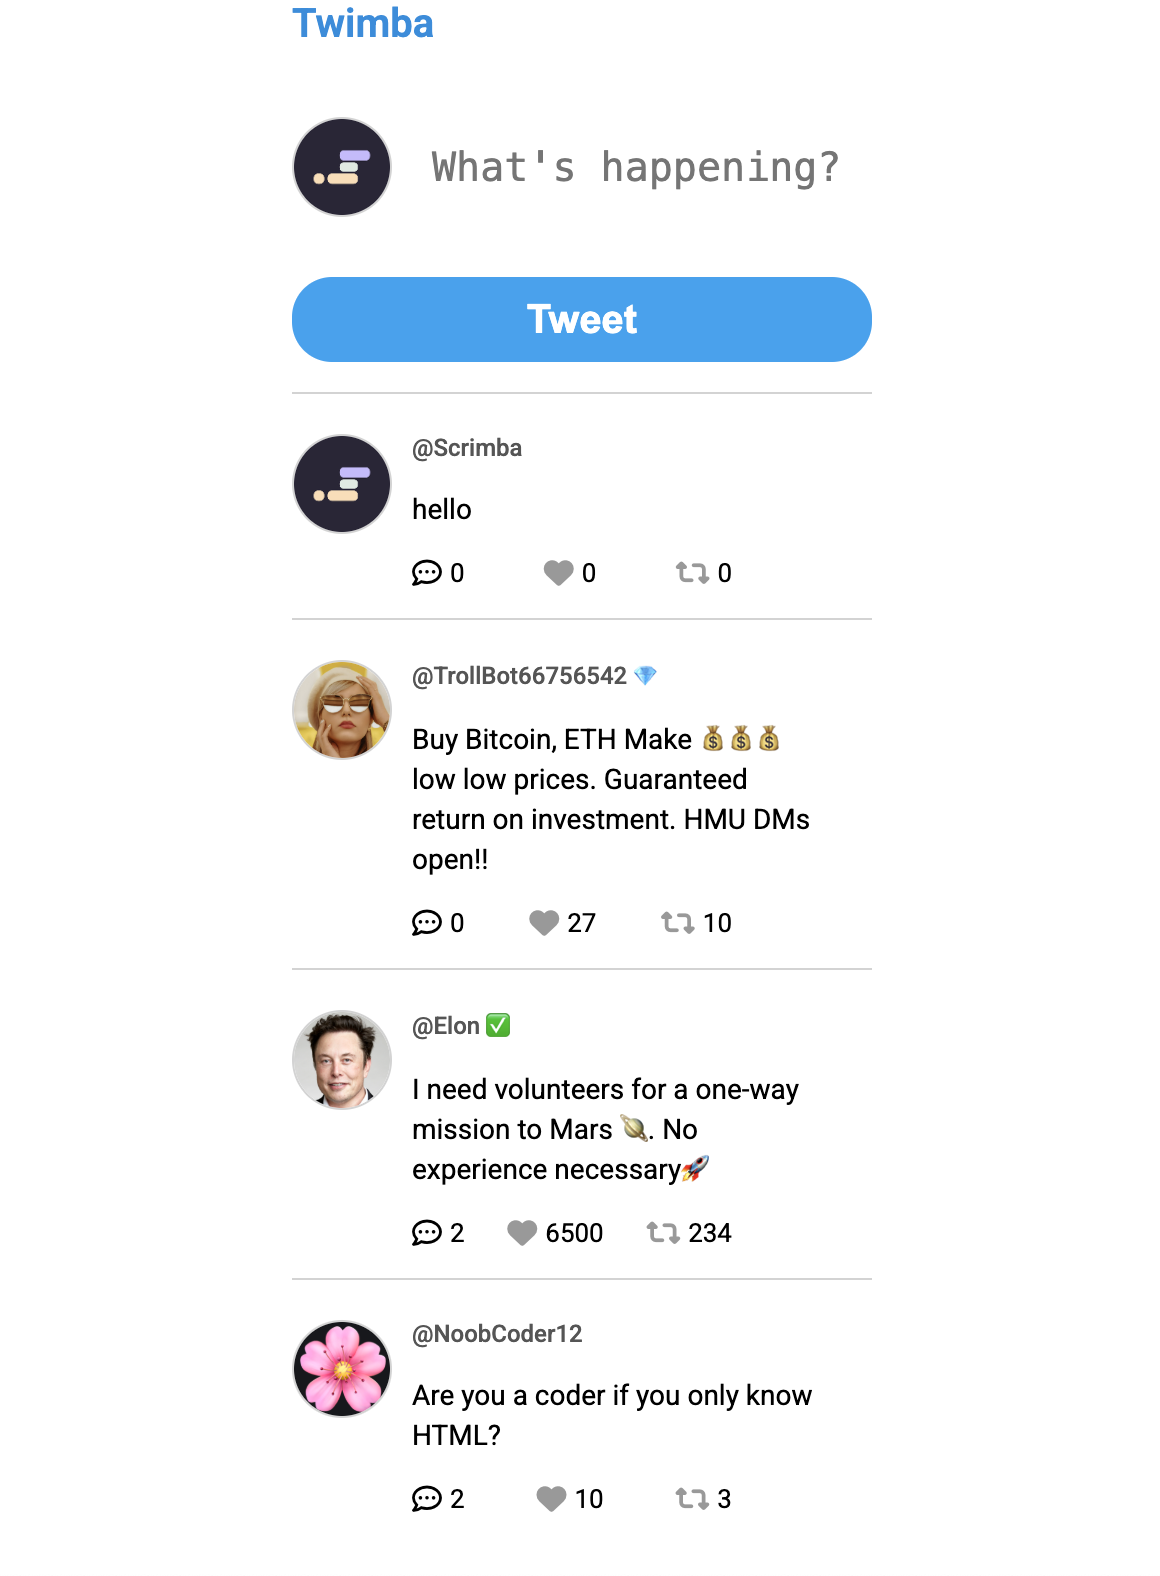 Twimba
What's happening?
Tweet
@Scrimba
hello
0 0 0
@TrollBot66756542 💎
Buy Bitcoin, ETH Make 💰💰💰
low low prices. Guaranteed
return on investment. HMU DMs
open!!
0 27 10
@Elon ✅
I need volunteers for a one-way
mission to Mars 🪐. No
experience necessary🚀
2 6500 234
@NoobCoder12
Are you a coder if you only know
HTML?
2 10 3